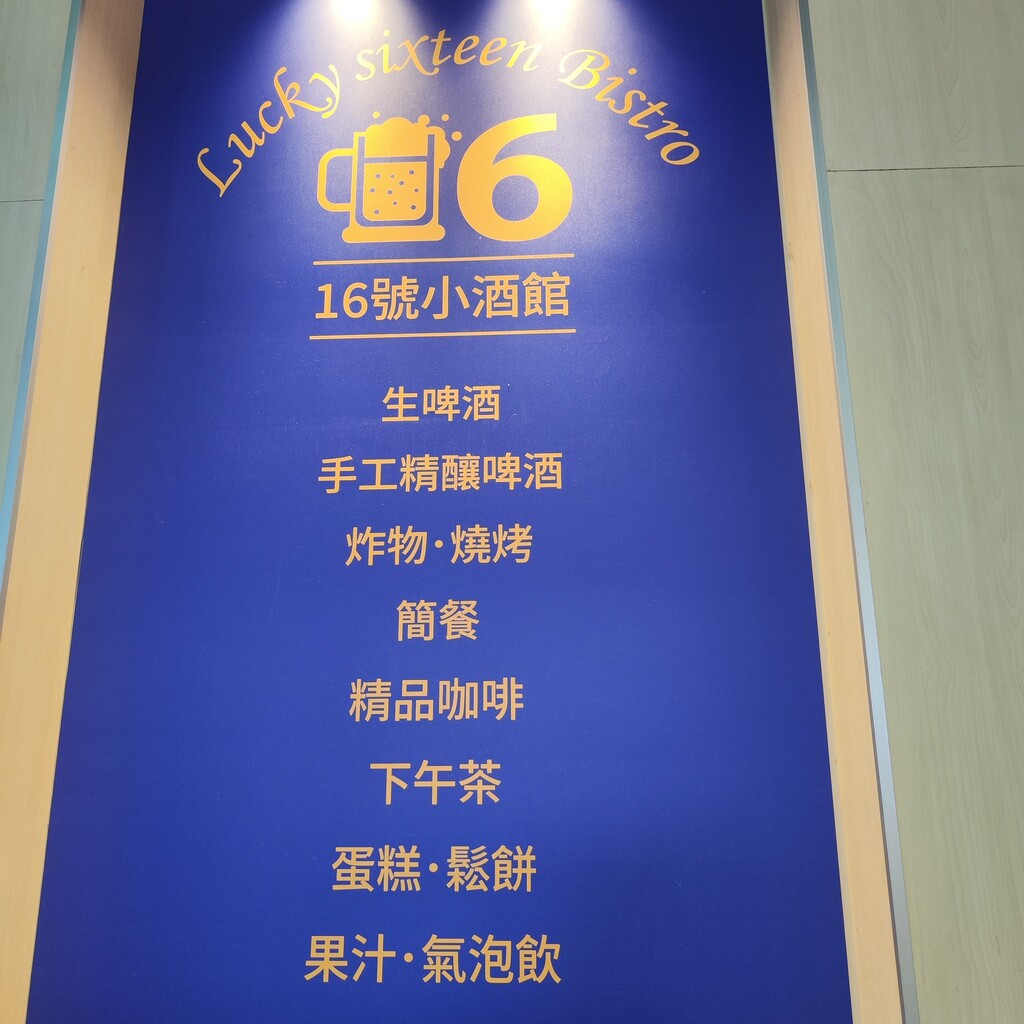 Lucky sixteen Bistro
6
16號小酒館
生啤酒
手工精釀啤酒
炸物·燒烤
簡餐
精品咖啡
下午茶
蛋糕·鬆餅
果汁·氣泡飲